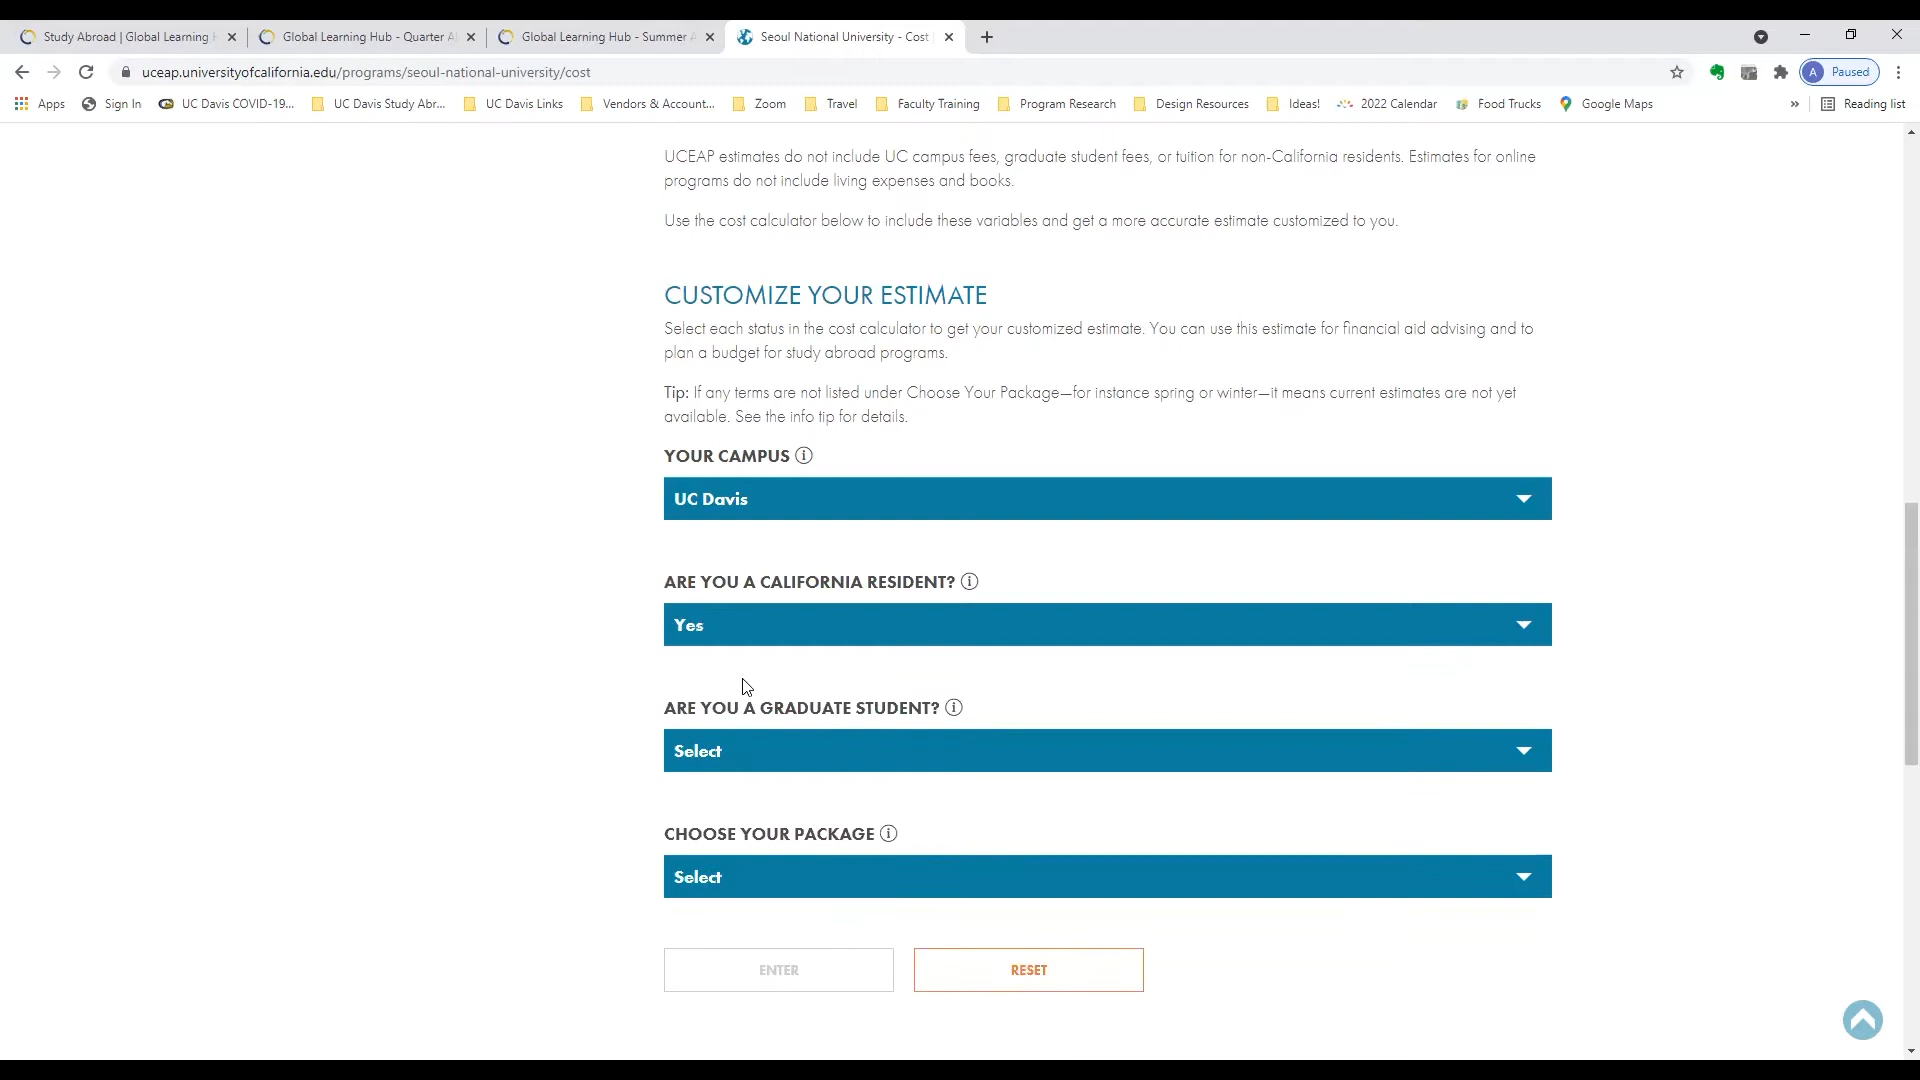 Study Abroad | Global Learning
Global Learning Hub - Quarter A
Global Learning Hub - Summer A
Seoul National University - Cost
uceap.universityofcalifornia.edu/programs/seoul-national-university/cost
A Paused
Apps
Sign In
UC Davis COVID-19...
UC Davis Study Abr...
UC Davis Links
Vendors & Account...
Zoom
Travel
Faculty Training
Program Research
Design Resources
Ideas!
2022 Calendar
Food Trucks
Google Maps
»
Reading list
UCEAP estimates do not include UC campus fees, graduate student fees, or tuition for non-California residents. Estimates for online
programs do not include living expenses and books.
Use the cost calculator below to include these variables and get a more accurate estimate customized to you.
CUSTOMIZE YOUR ESTIMATE
Select each status in the cost calculator to get your customized estimate. You can use this estimate for financial aid advising and to
plan a budget for study abroad programs.
Tip: If any terms are not listed under Choose Your Package—for instance spring or winter—it means current estimates are not yet
available. See the info tip for details.
YOUR CAMPUS
UC Davis
ARE YOU A CALIFORNIA RESIDENT?
Yes
ARE YOU A GRADUATE STUDENT?
Select
CHOOSE YOUR PACKAGE
Select
ENTER
RESET